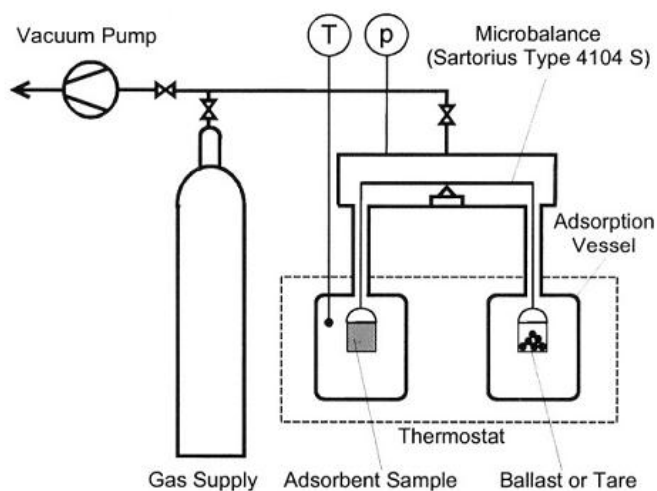 Vacuum Pump
T
p
Microbalance
(Sartorius Type 4104 S)
Adsorption
Vessel
Thermostat
Gas Supply
Adsorbent Sample
Ballast or Tare